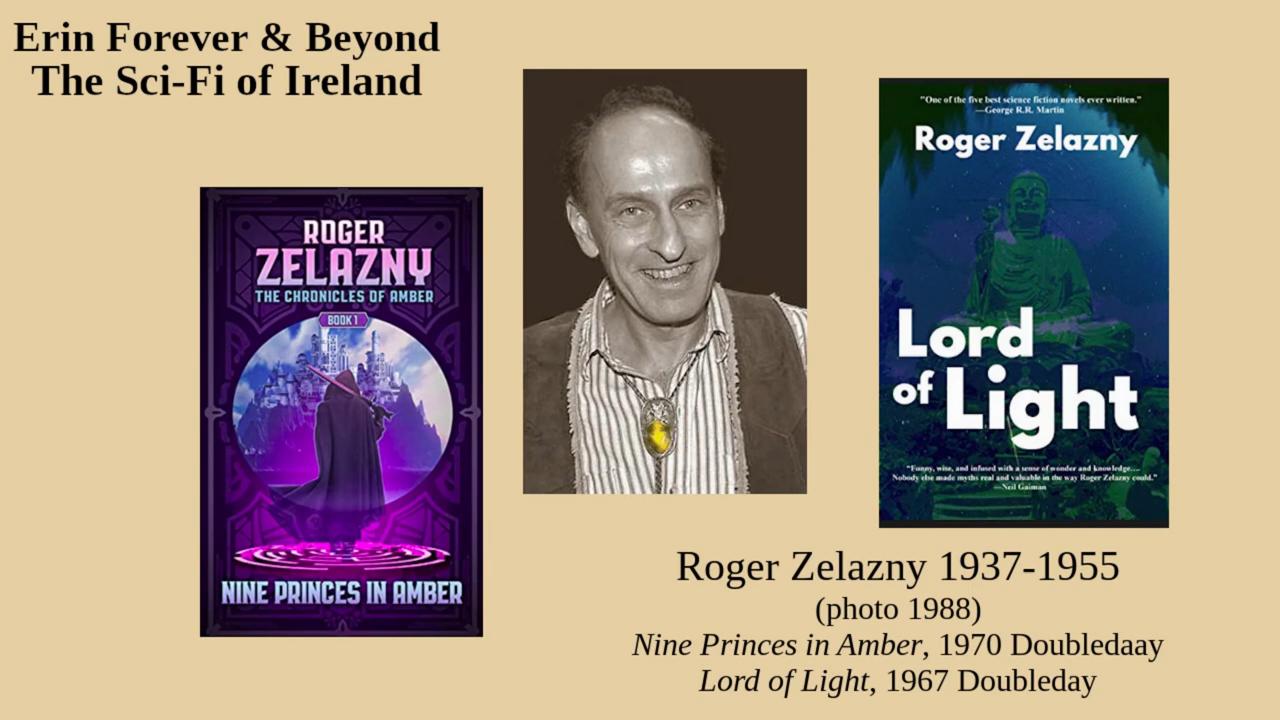 Erin Forever & Beyond
The Sci-Fi of Ireland
ROGER
ZELAZNY
THE CHRONICLES OF AMBER
BOOK 1
NINE PRINCES IN AMBER
"One of the five best science fiction novels ever written."
—George R.R. Martin
Roger Zelazny
Lord
of Light
"Funny, wise, and infused with a sense of wonder and knowledge....
Nobody else made myths real and valuable in the way Roger Zelazny could."
—Neil Gaiman
Roger Zelazny 1937-1955
(photo 1988)
Nine Princes in Amber, 1970 Doubledaay
Lord of Light, 1967 Doubleday